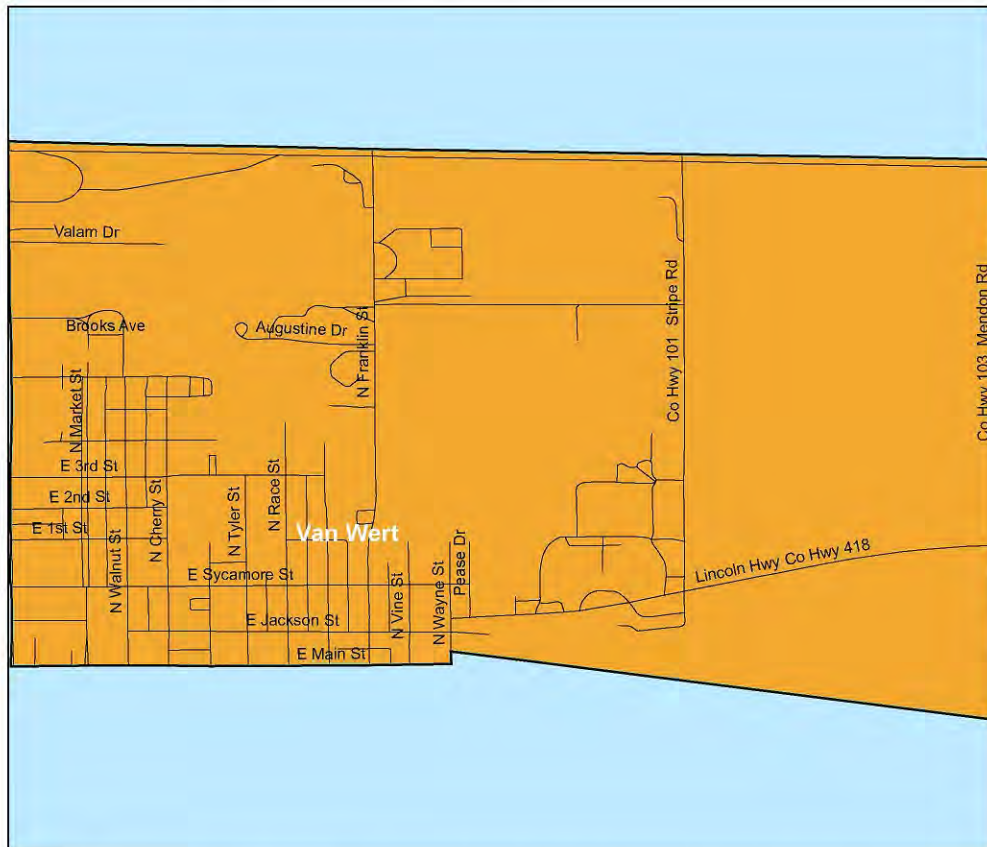 Valam Dr
Brooks Ave
Augustine Dr
N Franklin St
Co Hwy 101 Stripe Rd
Co Hwy 103 Mendon Rd
N Market St
E 3rd St
E 2nd St
E 1st St
N Walnut St
N Cherry St
N Tyler St
N Race St
Van Wert
E Sycamore St
E Jackson St
E Main St
N Vine St
N Wayne St
Pease Dr
Lincoln Hwy Co Hwy 418